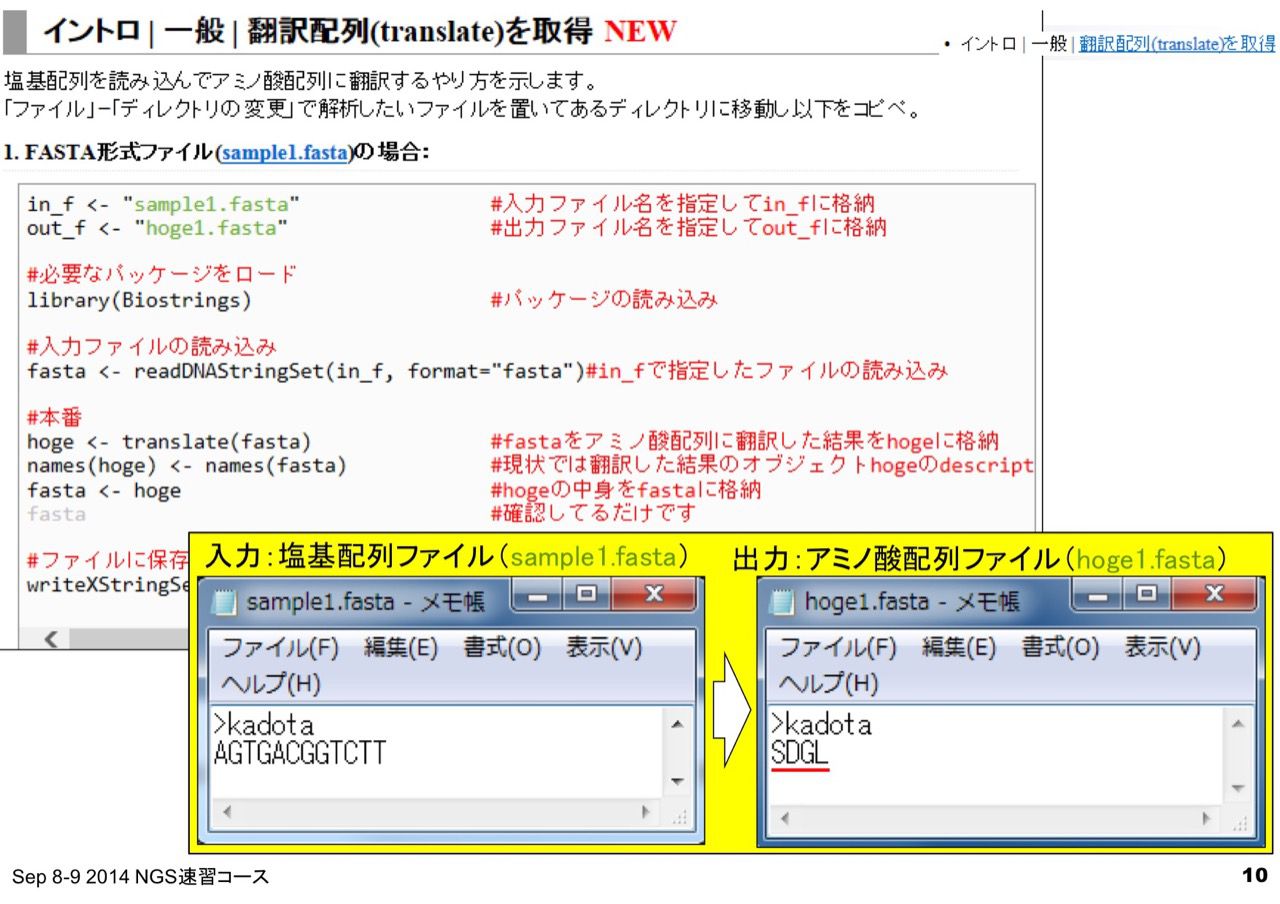 イントロ | 一般 | 翻訳配列(translate)を取得 NEW
• イントロ | 一般 | 翻訳配列(translate)を取得
塩基配列を読み込んでアミノ酸配列に翻訳するやり方を示します。
「ファイル」−「ディレクトリの変更」で解析したいファイルを置いてあるディレクトリに移動し以下をコピペ。
1. FASTA形式ファイル(sample1.fasta)の場合:
in_f <- "sample1.fasta" #入力ファイル名を指定してin_fに格納
out_f <- "hoge1.fasta" #出力ファイル名を指定してout_fに格納
#必要なパッケージをロード
library(Biostrings) #パッケージの読み込み
#入力ファイルの読み込み
fasta <- readDNAStringSet(in_f, format="fasta")#in_fで指定したファイルの読み込み
#本番
hoge <- translate(fasta) #fastaをアミノ酸配列に翻訳した結果をhogeに格納
names(hoge) <- names(fasta) #現状では翻訳した結果のオブジェクトhogeのdescript
fasta <- hoge #hogeの中身をfastaに格納
fasta #確認してるだけです
#ファイルに保存
writeXStringSe
入力：塩基配列ファイル（sample1.fasta）
sample1.fasta - メモ帳
ファイル(F) 編集(E) 書式(O) 表示(V)
ヘルプ(H)
>kadota
AGTGACGGTCTT
出力：アミノ酸配列ファイル（hoge1.fasta）
hoge1.fasta - メモ帳
ファイル(F) 編集(E) 書式(O) 表示(V)
ヘルプ(H)
>kadota
SDGL
Sep 8-9 2014 NGS速習コース
10